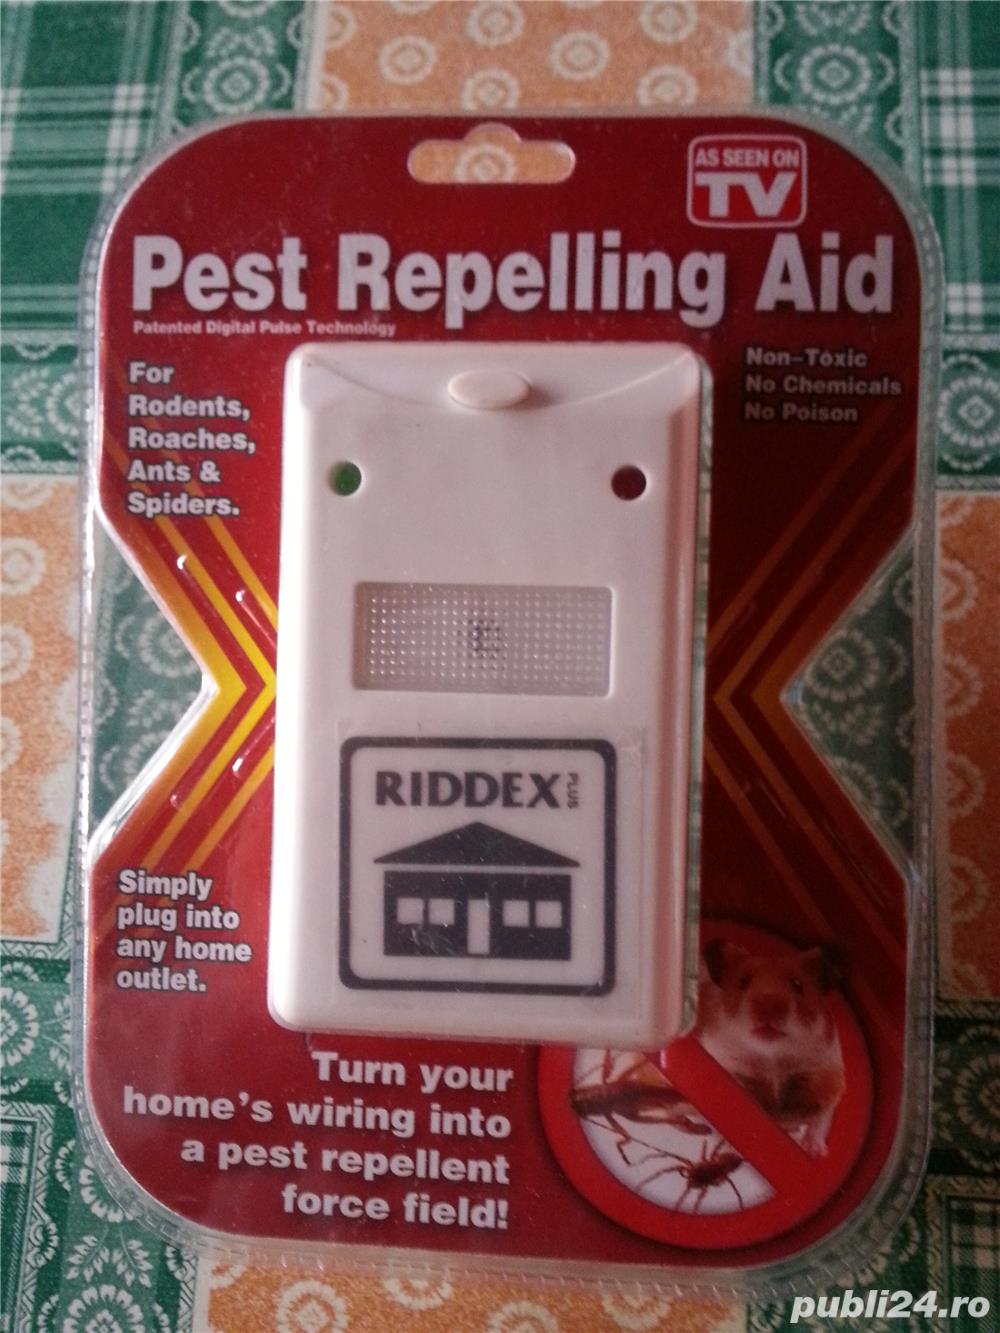 AS SEEN ON
TV
Pest Repelling Aid
Patented Digital Pulse Technology
For
Rodents,
Roaches,
Ants &
Spiders.
Non-Toxic
No Chemicals
No Poison
RIDDEX PLUS
Simply
plug into
any home
outlet.
Turn your
home's wiring into
a pest repellent
force field!
publi24.ro